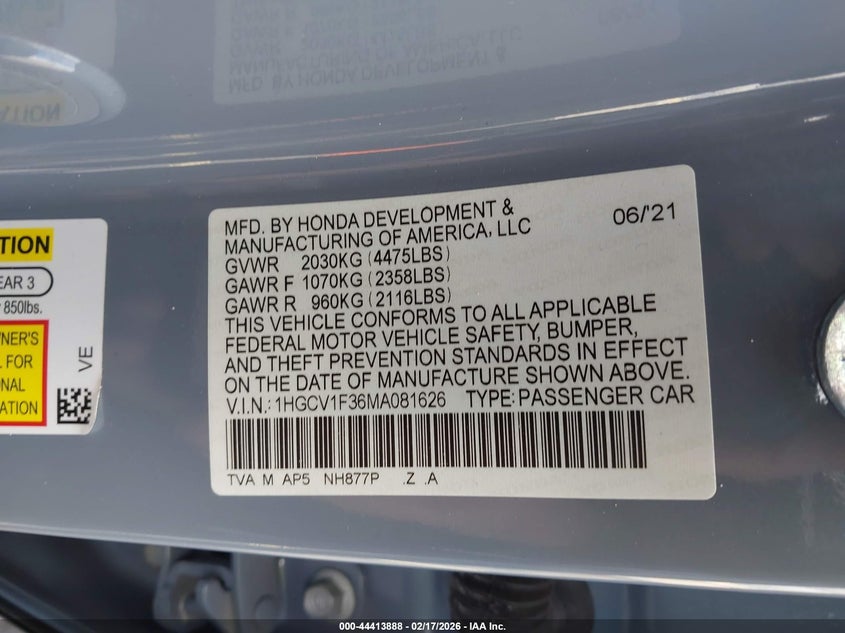 MFD. BY HONDA DEVELOPMENT &
MANUFACTURING OF AMERICA, LLC
06/'21
GVWR 2030KG (4475LBS)
GAWR F 1070KG (2358LBS)
GAWR R 960KG (2116LBS)
THIS VEHICLE CONFORMS TO ALL APPLICABLE
FEDERAL MOTOR VEHICLE SAFETY, BUMPER,
AND THEFT PREVENTION STANDARDS IN EFFECT
ON THE DATE OF MANUFACTURE SHOWN ABOVE.
V.I.N.: 1HGCV1F36MA081626 TYPE: PASSENGER CAR
TVA M AP5 NH877P .Z .A
EAR 3
850lbs.
L FOR
VE
000-44413888 - 02/17/2026 - IAA Inc.